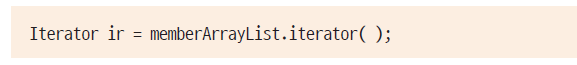 Iterator ir = memberArrayList.iterator( );